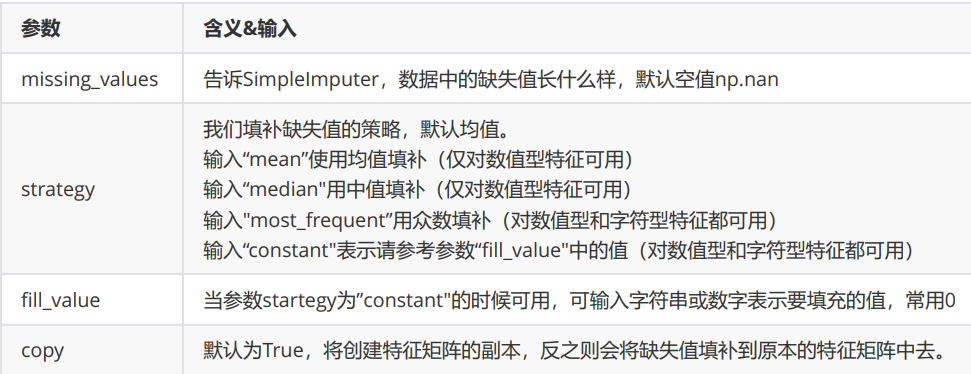 参数 含义&输入
missing_values 告诉SimpleImputer，数据中的缺失值长什么样，默认空值np.nan
我们填补缺失值的策略，默认均值。
输入“mean”使用均值填补（仅对数值型特征可用）
strategy 输入“median"用中值填补（仅对数值型特征可用）
输入"most_frequent”用众数填补（对数值型和字符型特征都可用）
输入“constant"表示请参考参数“fill_value"中的值（对数值型和字符型特征都可用）
fill_value 当参数startegy为”constant"的时候可用，可输入字符串或数字表示要填充的值，常用0
copy 默认为True，将创建特征矩阵的副本，反之则会将缺失值填补到原本的特征矩阵中去。